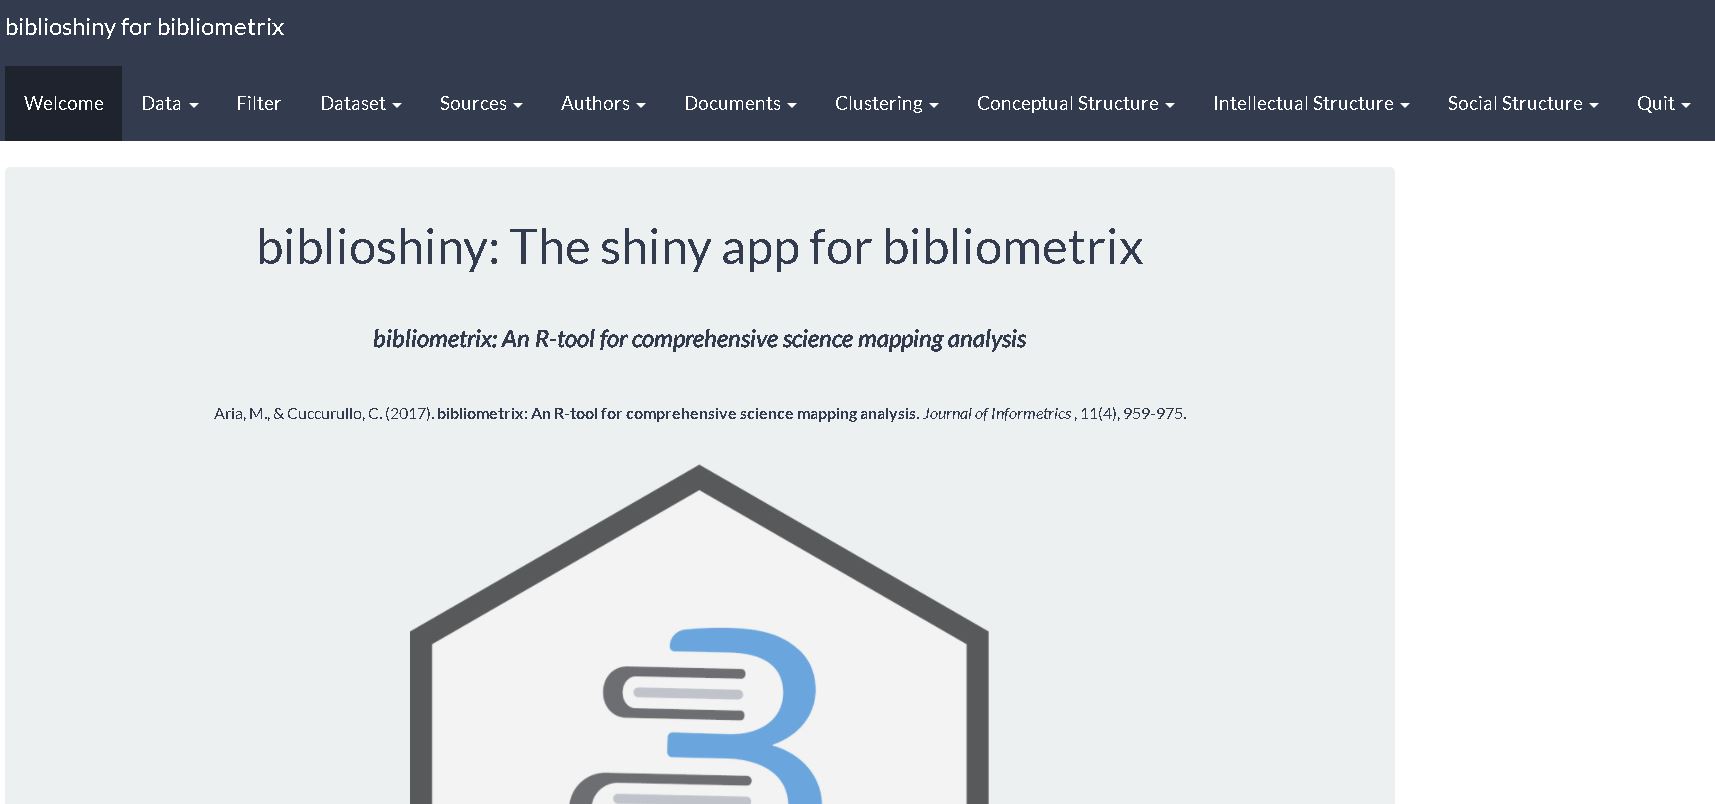 biblioshiny for bibliometrix
Welcome Data Filter Dataset Sources Authors Documents Clustering Conceptual Structure Intellectual Structure Social Structure Quit
biblioshiny: The shiny app for bibliometrix
bibliometrix: An R-tool for comprehensive science mapping analysis
Aria, M., & Cuccurullo, C. (2017). bibliometrix: An R-tool for comprehensive science mapping analysis. Journal of Informetrics , 11(4), 959-975.